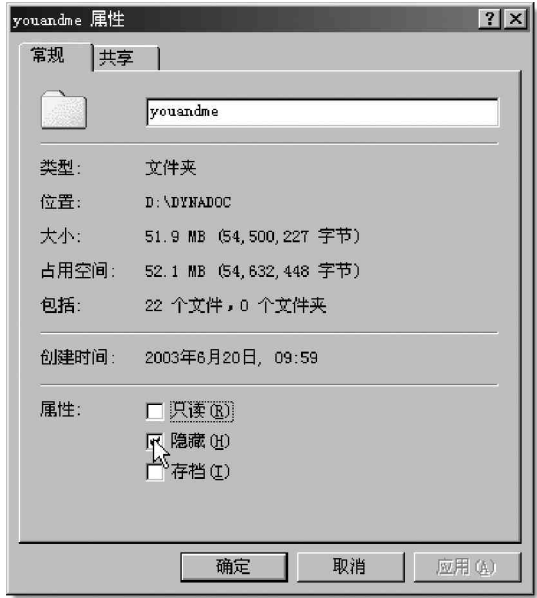 youandme 属性
常规 共享
youandme
类型: 文件夹
位置: D:\DYNADOC
大小: 51.9 MB (54,500,227 字节)
占用空间: 52.1 MB (54,632,448 字节)
包括: 22 个文件，0 个文件夹
创建时间: 2003年6月20日, 09:59
属性: 只读(R)
隐藏(H)
存档(I)
确定 取消 应用(A)